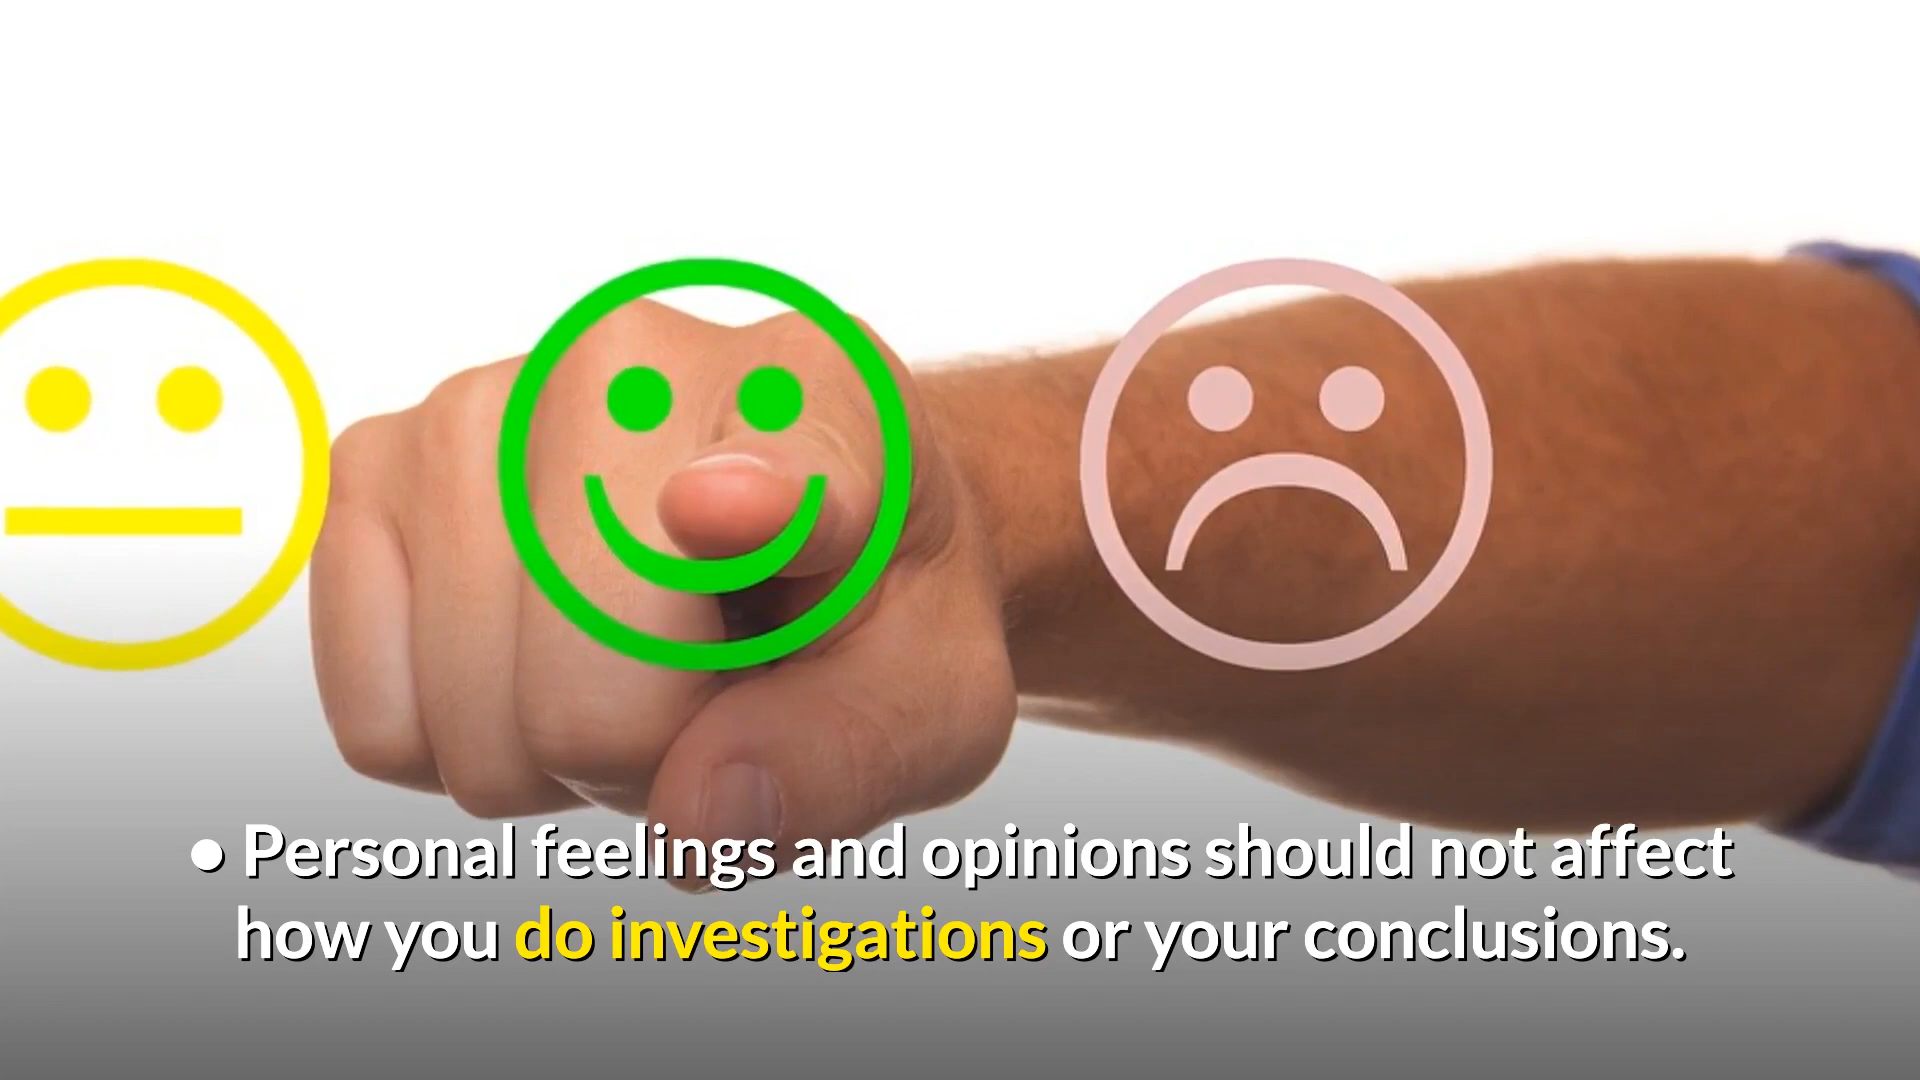 • Personal feelings and opinions should not affect
how you do investigations or your conclusions.